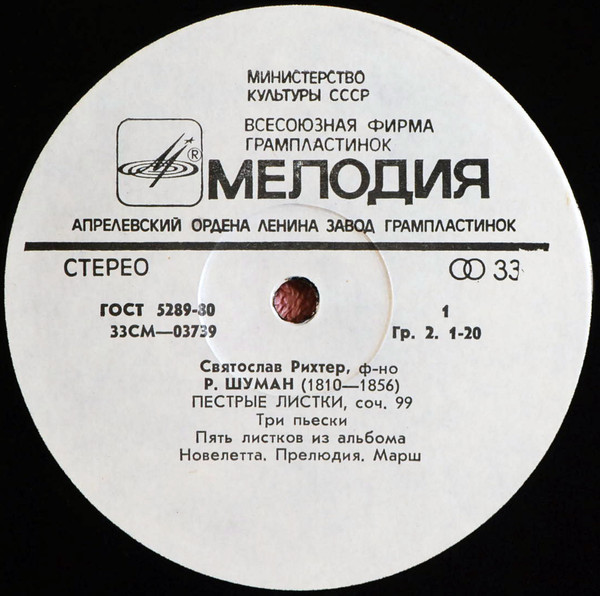 МИНИСТЕРСТВО
КУЛЬТУРЫ СССР
ВСЕСОЮЗНАЯ ФИРМА
ГРАМПЛАСТИНОК
® МЕЛОДИЯ
АПРЕЛЕВСКИЙ ОРДЕНА ЛЕНИНА ЗАВОД ГРАМПЛАСТИНОК
СТЕРЕО 33
ГОСТ 5289-80 1
33СМ—03739 Гр. 2. 1-20
Святослав Рихтер, ф-но
Р. ШУМАН (1810—1856)
ПЕСТРЫЕ ЛИСТКИ, соч. 99
Три пьески
Пять листков из альбома
Новелетта. Прелюдия. Марш